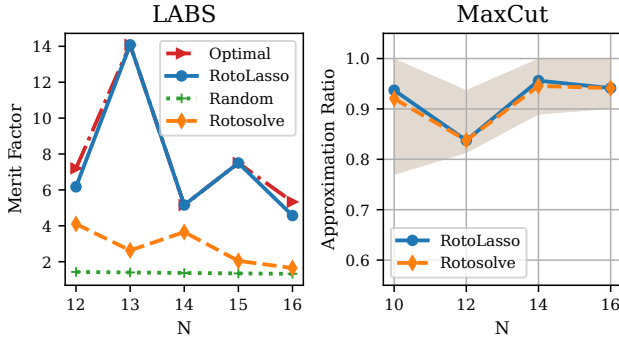 LABS
Merit Factor
14
12
10
8
6
4
2
12
13
14
15
16
N
Optimal
RotoLasso
Random
Rotosolve
MaxCut
Approximation Ratio
1.0
0.9
0.8
0.7
0.6
10
12
14
16
N
RotoLasso
Rotosolve